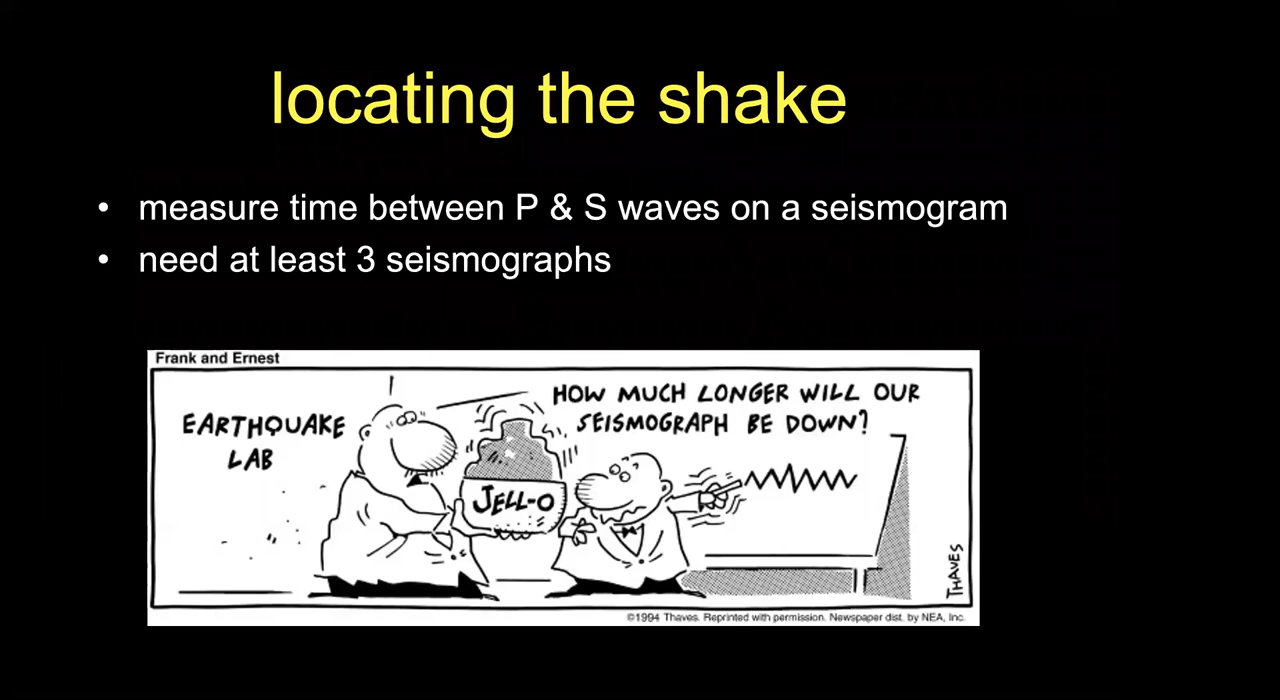 locating the shake
• measure time between P & S waves on a seismogram
• need at least 3 seismographs
Frank and Ernest
EARTHQUAKE
LAB
JELL-O
HOW MUCH LONGER WILL OUR
SEISMOGRAPH BE DOWN?
THAVES
©1994 Thaves. Reprinted with permission. Newspaper dist. by NEA, Inc.